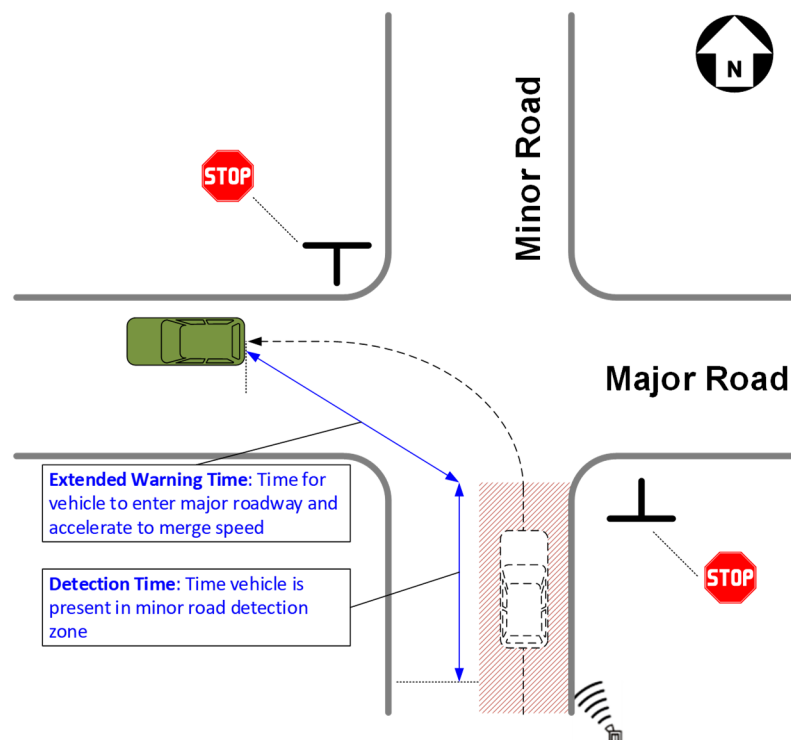 N
Minor Road
STOP
Major Road
Extended Warning Time: Time for
vehicle to enter major roadway and
accelerate to merge speed
Detection Time: Time vehicle is
present in minor road detection
zone
STOP